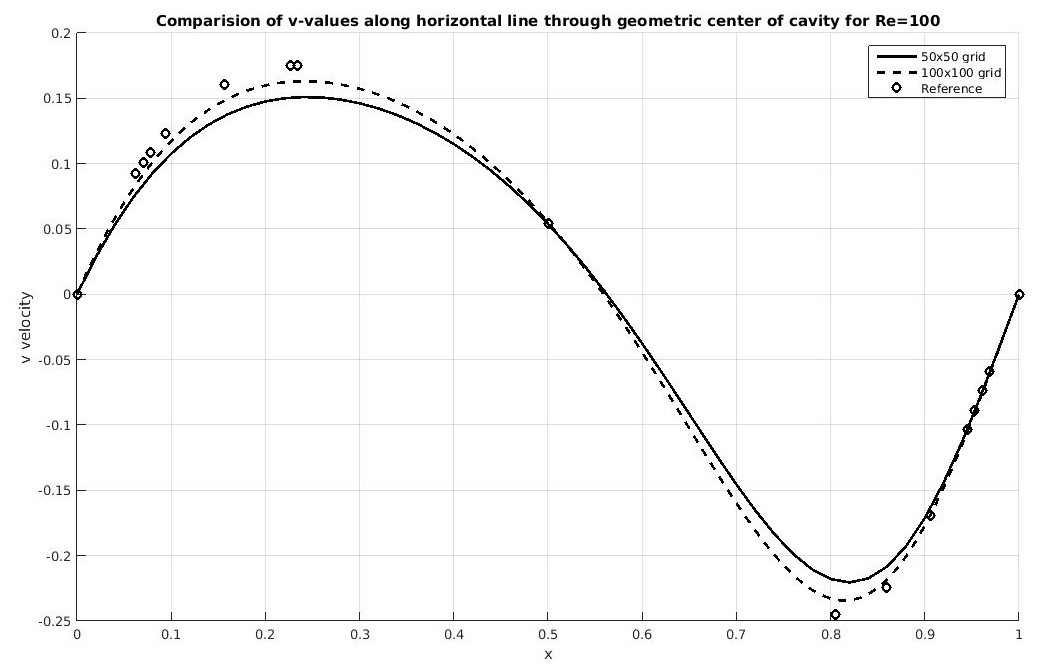 Comparision of v-values along horizontal line through geometric center of cavity for Re=100
50x50 grid
100x100 grid
Reference
0.2
0.15
0.1
0.05
0
-0.05
-0.1
-0.15
-0.2
-0.25
v velocity
0 0.1 0.2 0.3 0.4 0.5 0.6 0.7 0.8 0.9 1
x